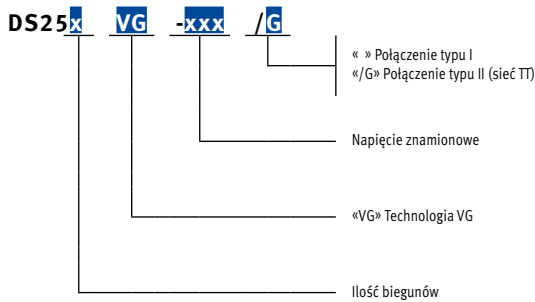 DS25x VG -xxx /G
« » Połączenie typu I
«/G» Połączenie typu II (sieć TT)
Napięcie znamionowe
«VG» Technologia VG
Ilość biegunów